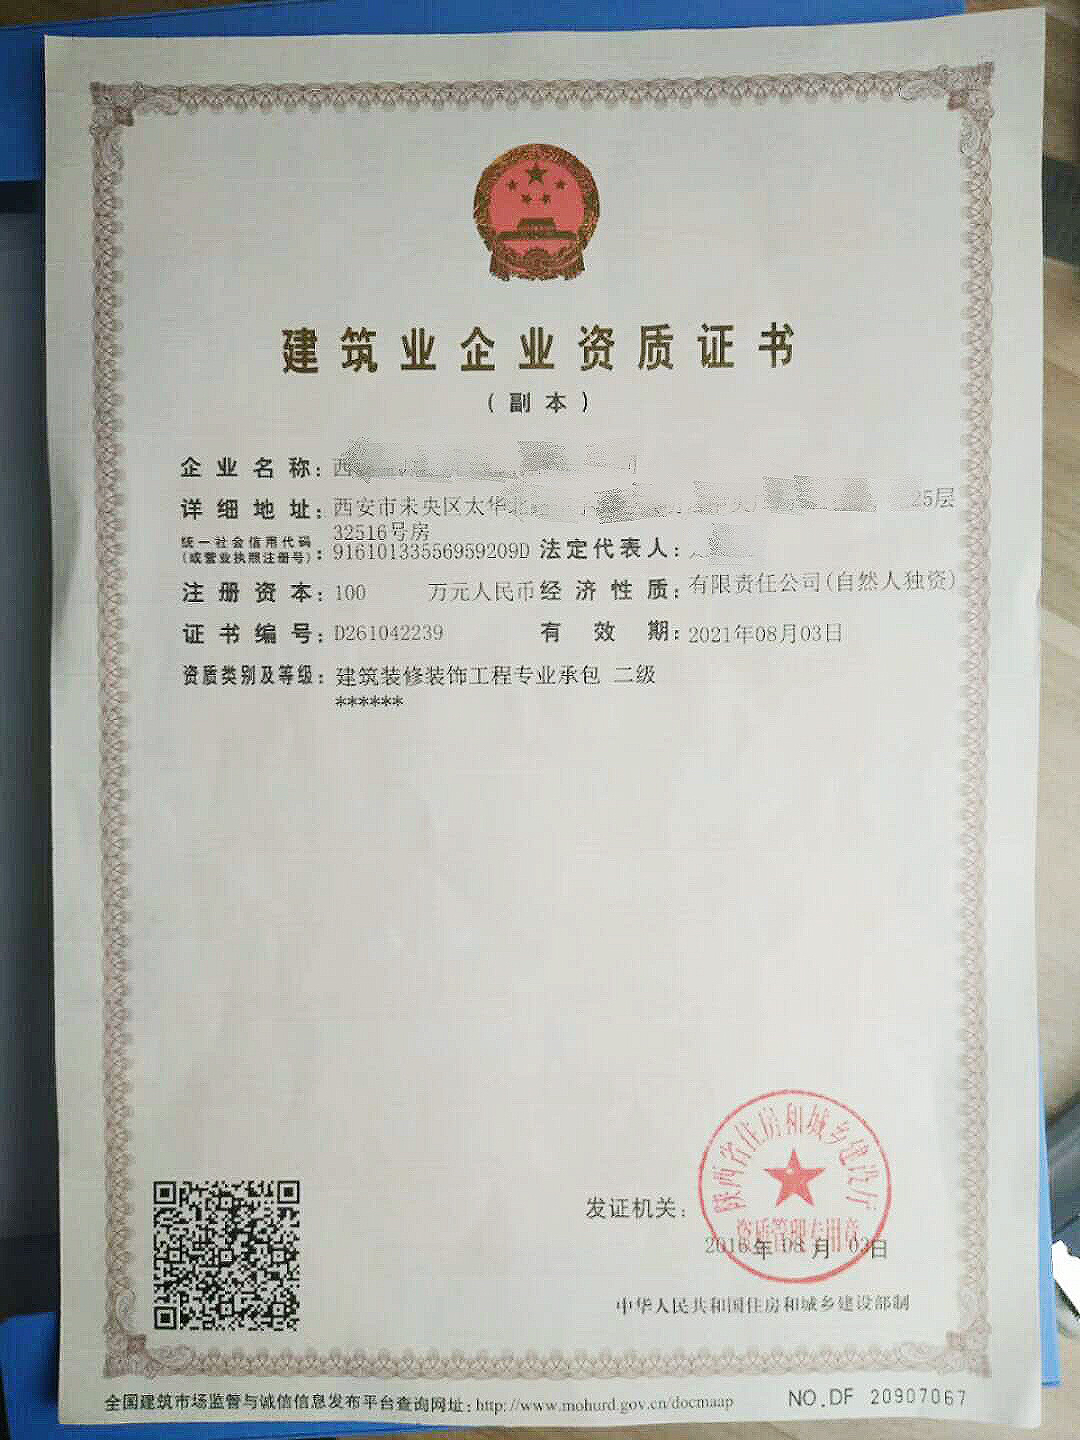 建筑业企业资质证书
（副本）
企业名称：西
详细地址：西安市未央区太华北 25层
32516号房
统一社会信用代码
（或营业执照注册号）：91610133556959209D 法定代表人：
注册资本：100 万元人民币 经济性质：有限责任公司(自然人独资)
证书编号：D261042239 有效期：2021年08月03日
资质类别及等级：建筑装修装饰工程专业承包 二级
******
陕西省住房和城乡建设厅
资质管理专用章
发证机关：
2016年 08 月 03日
中华人民共和国住房和城乡建设部制
全国建筑市场监管与诚信信息发布平台查询网址：http://www.mohurd.gov.cn/docmaap
NO.DF 20907067